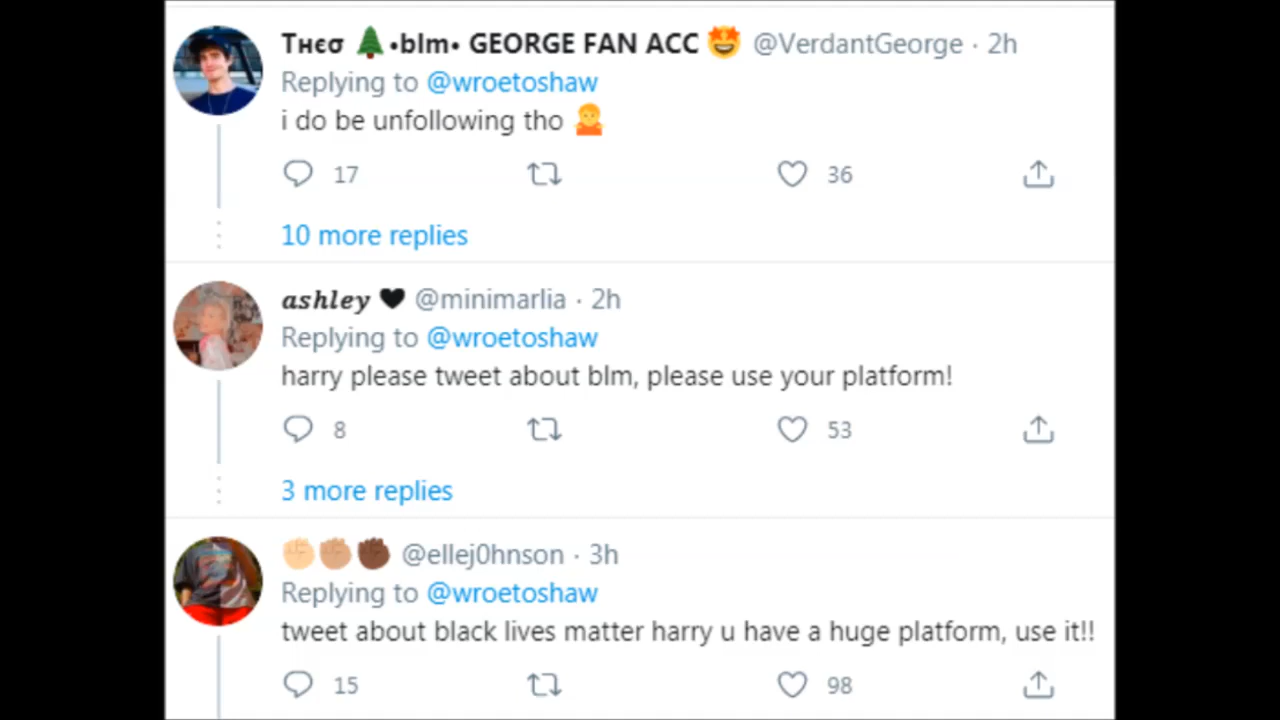 Tʜєσ 🌲•blm• GEORGE FAN ACC 🤩 @VerdantGeorge · 2h
Replying to @wroetoshaw
i do be unfollowing tho 🤷
17 36
10 more replies
ashley 🖤 @minimarlia · 2h
Replying to @wroetoshaw
harry please tweet about blm, please use your platform!
8 53
3 more replies
✊🏻✊🏽✊🏾 @ellej0hnson · 3h
Replying to @wroetoshaw
tweet about black lives matter harry u have a huge platform, use it!!
15 98